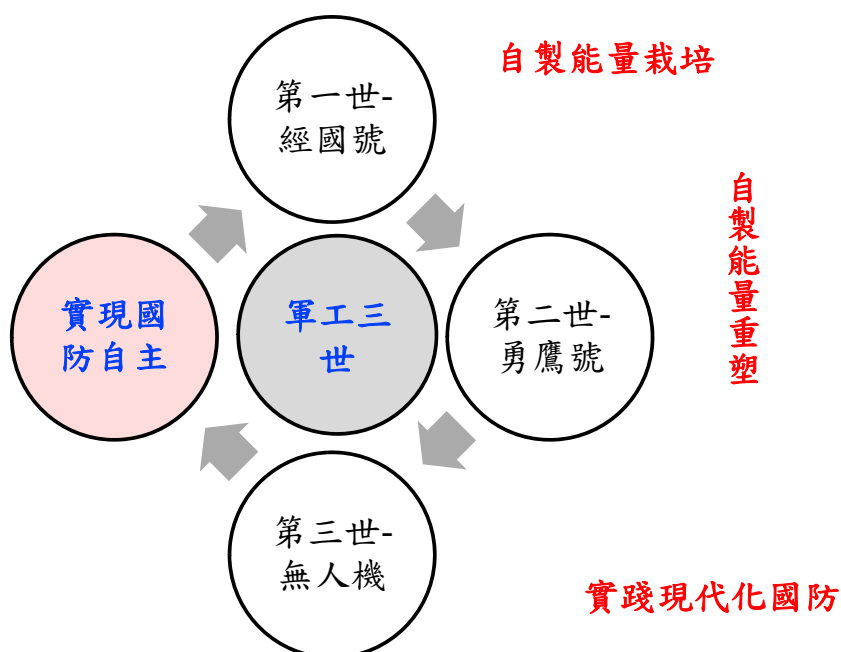 自製能量栽培
第一世-
經國號
自製能量重塑
實現國
防自主
軍工三
世
第二世-
勇鷹號
第三世-
無人機
實踐現代化國防